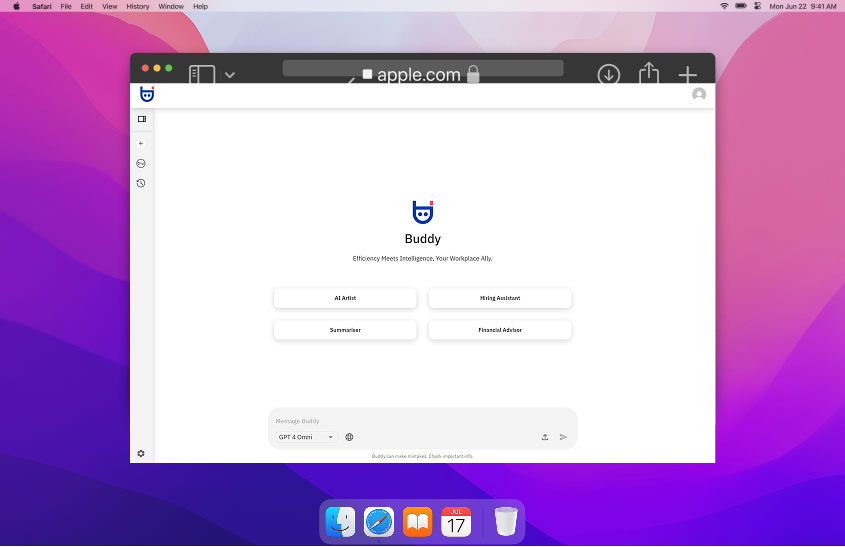 Safari File Edit View History Window Help Mon Jun 22 9:41 AM
apple.com
Buddy
Efficiency Meets Intelligence, Your Workplace Ally.
AI Artist Hiring Assistant
Summariser Financial Advisor
Message Buddy
GPT 4 Omni
Buddy can make mistakes. Check important info.
JUL
17